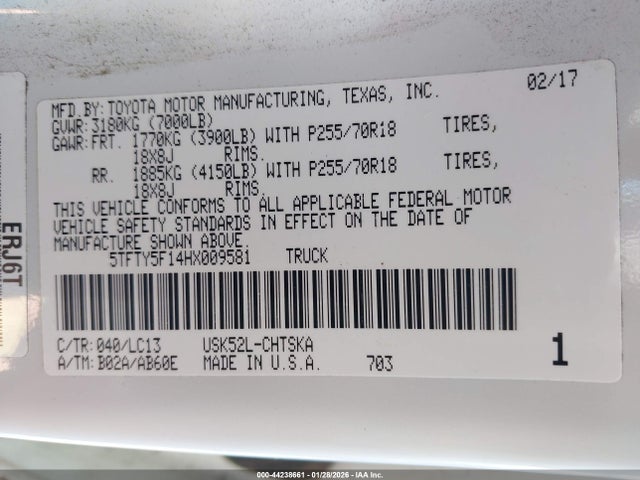 02/17
MFD BY: TOYOTA MOTOR MANUFACTURING, TEXAS, INC.
GVWR: 3180KG (7000LB)
GAWR: FRT. 1770KG (3900LB) WITH P255/70R18 TIRES,
18X8J RIMS.
RR. 1885KG (4150LB) WITH P255/70R18 TIRES,
18X8J RIMS.
THIS VEHICLE CONFORMS TO ALL APPLICABLE FEDERAL MOTOR
VEHICLE SAFETY STANDARDS IN EFFECT ON THE DATE OF
MANUFACTURE SHOWN ABOVE.
5TFTY5F14HX009581 TRUCK
C/TR: 040/LC13 USK52L-CHTSKA
A/TM: B02A/AB60E MADE IN U.S.A. 703 1
ERJ6T
000-44238661 | 01/28/2026 - IAA Inc.